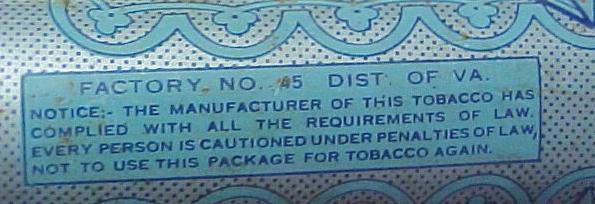 FACTORY NO. 45 DIST. OF VA.
NOTICE:- THE MANUFACTURER OF THIS TOBACCO HAS
COMPLIED WITH ALL THE REQUIREMENTS OF LAW.
EVERY PERSON IS CAUTIONED UNDER PENALTIES OF LAW,
NOT TO USE THIS PACKAGE FOR TOBACCO AGAIN.